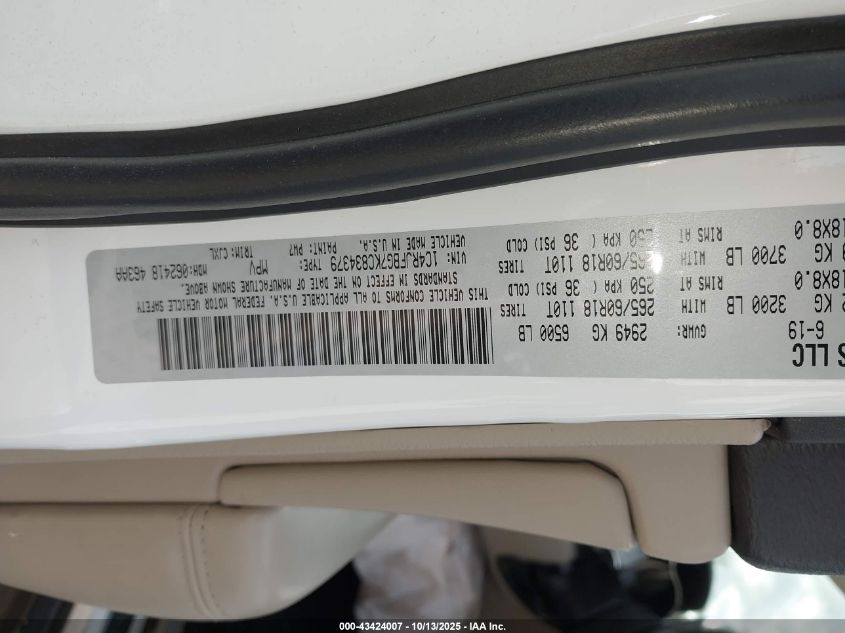 S LLC
6-19 GVWR: 2949 KG 6500 LB
3200 LB WITH 265/60R18 110T TIRES
18X8.0 RIMS AT 250 KPA ( 36 PSI) COLD
KG 3700 LB WITH 265/60R18 110T TIRES
18X8.0 RIMS AT 250 KPA ( 36 PSI) COLD
THIS VEHICLE CONFORMS TO ALL APPLICABLE U.S.A. FEDERAL MOTOR VEHICLE SAFETY
STANDARDS IN EFFECT ON THE DATE OF MANUFACTURE SHOWN ABOVE.
VIN: 1C4RJFBG7KC834379 TYPE: MPV MDH:062418 463AA
VEHICLE MADE IN U.S.A. PAINT: PW7 TRIM: CJXL
000-43424007 - 10/13/2025 - IAA Inc.